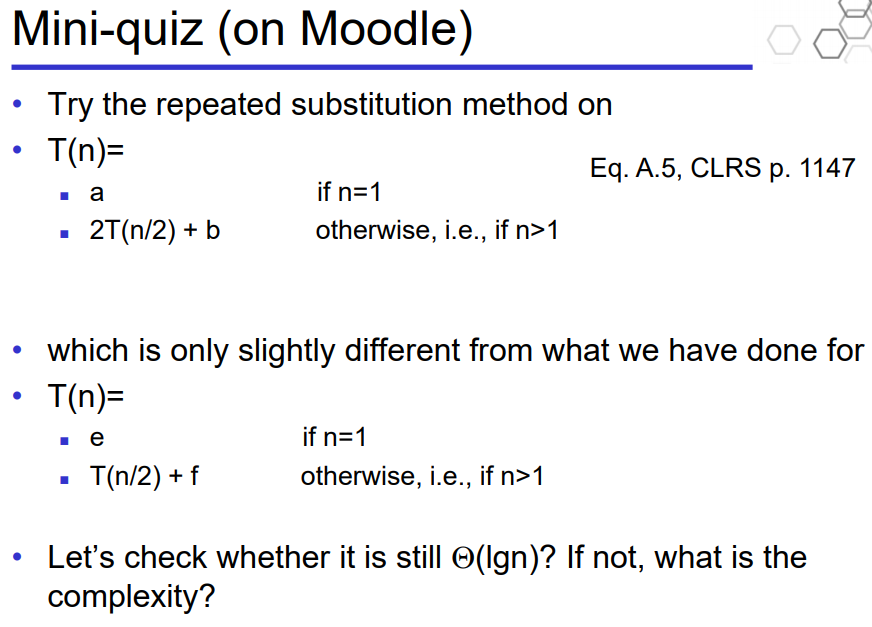 Mini-quiz (on Moodle)
• Try the repeated substitution method on
• T(n)=
Eq. A.5, CLRS p. 1147
▪ a if n=1
▪ 2T(n/2) + b otherwise, i.e., if n>1
• which is only slightly different from what we have done for
• T(n)=
▪ e if n=1
▪ T(n/2) + f otherwise, i.e., if n>1
• Let’s check whether it is still Θ(lgn)? If not, what is the
complexity?